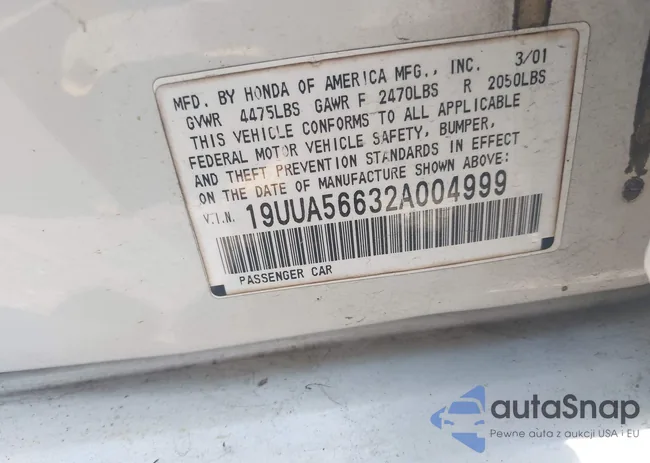 MFD. BY HONDA OF AMERICA MFG., INC. 3/01
GVWR 4475LBS GAWR F 2470LBS R 2050LBS
THIS VEHICLE CONFORMS TO ALL APPLICABLE
FEDERAL MOTOR VEHICLE SAFETY, BUMPER,
AND THEFT PREVENTION STANDARDS IN EFFECT
ON THE DATE OF MANUFACTURE SHOWN ABOVE:
V.I.N. 19UUA56632A004999
PASSENGER CAR
autaSnap
Pewne auta z aukcji USA i EU